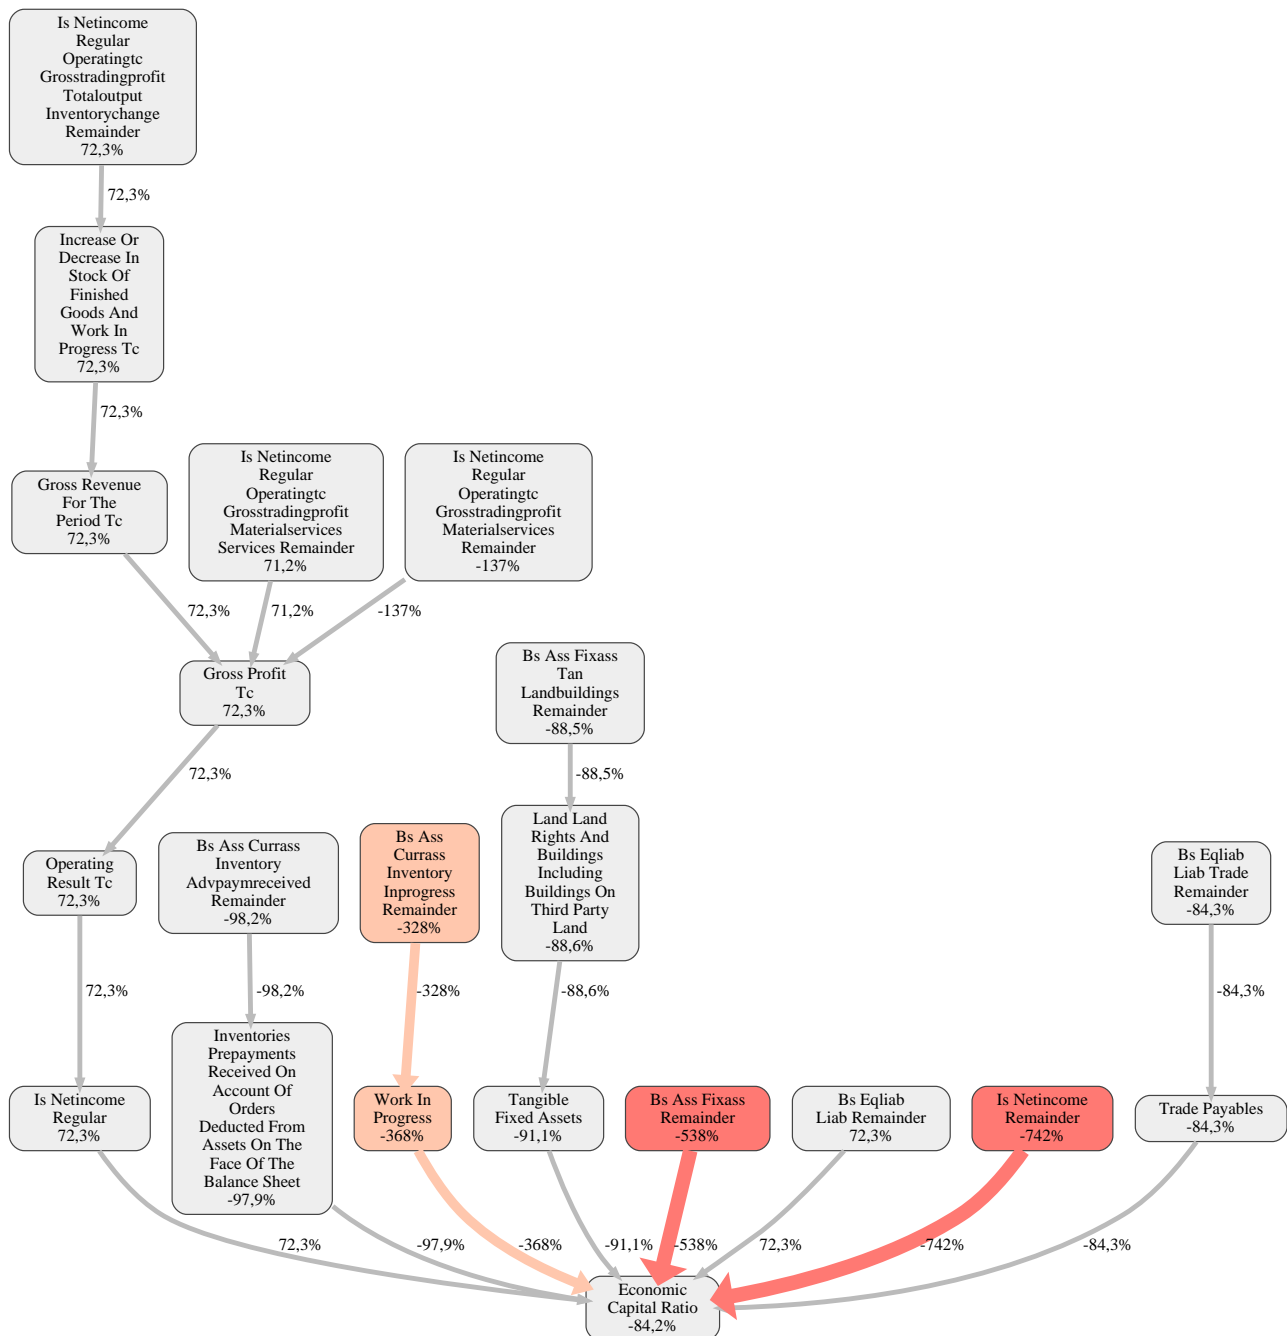 Is Netincome
Regular
Operatingtc
Grosstradingprofit
Totaloutput
Inventorychange
Remainder
72,3%
72,3%
Increase Or
Decrease In
Stock Of
Finished
Goods And
Work In
Progress Tc
72,3%
72,3%
Gross Revenue
For The
Period Tc
72,3%
Is Netincome
Regular
Operatingtc
Grosstradingprofit
Materialservices
Services Remainder
71,2%
Is Netincome
Regular
Operatingtc
Grosstradingprofit
Materialservices
Remainder
-137%
72,3%
71,2%
-137%
Gross Profit
Tc
72,3%
Bs Ass Fixass
Tan
Landbuildings
Remainder
-88,5%
72,3%
-88,5%
Operating
Result Tc
72,3%
Bs Ass Currass
Inventory
Advpaymreceived
Remainder
-98,2%
Bs Ass
Currass
Inventory
Inprogress
Remainder
-328%
Land Land
Rights And
Buildings
Including
Buildings On
Third Party
Land
-88,6%
Bs Eqliab
Liab Trade
Remainder
-84,3%
72,3%
-98,2%
-328%
-88,6%
-84,3%
Is Netincome
Regular
72,3%
Inventories
Prepayments
Received On
Account Of
Orders
Deducted From
Assets On The
Face Of The
Balance Sheet
-97,9%
Work In
Progress
-368%
Tangible
Fixed Assets
-91,1%
Bs Ass Fixass
Remainder
-538%
Bs Eqliab
Liab Remainder
72,3%
Is Netincome
Remainder
-742%
Trade Payables
-84,3%
72,3%
-97,9%
-368%
-91,1%
-538%
72,3%
-742%
-84,3%
Economic
Capital Ratio
-84,2%